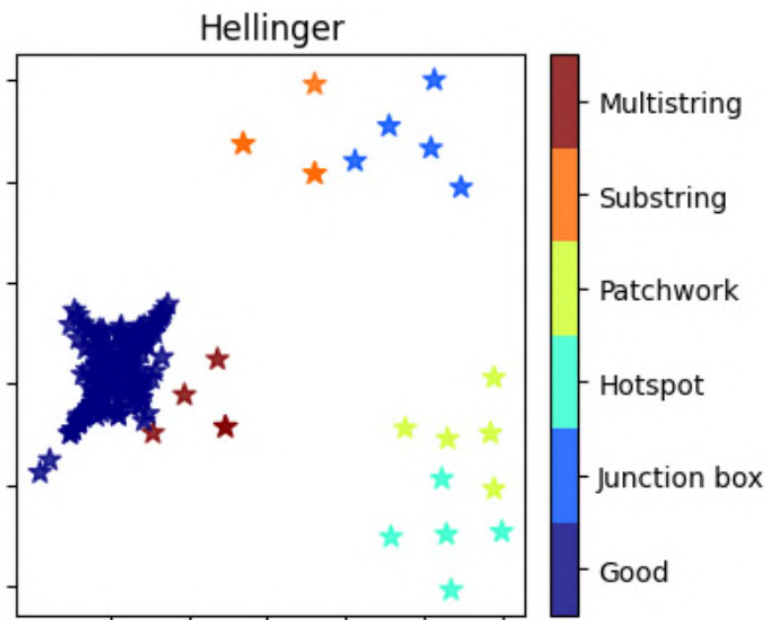 Hellinger
Multistring
Substring
Patchwork
Hotspot
Junction box
Good